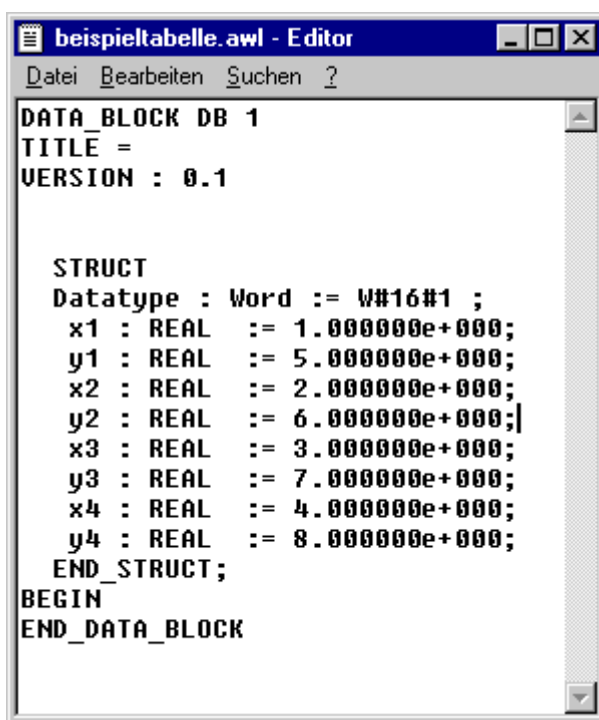 beispieltabelle.awl - Editor
Datei Bearbeiten Suchen ?
DATA_BLOCK DB 1
TITLE =
VERSION : 0.1
STRUCT
Datatype : Word := W#16#1 ;
x1 : REAL := 1.000000e+000;
y1 : REAL := 5.000000e+000;
x2 : REAL := 2.000000e+000;
y2 : REAL := 6.000000e+000;
x3 : REAL := 3.000000e+000;
y3 : REAL := 7.000000e+000;
x4 : REAL := 4.000000e+000;
y4 : REAL := 8.000000e+000;
END_STRUCT;
BEGIN
END_DATA_BLOCK